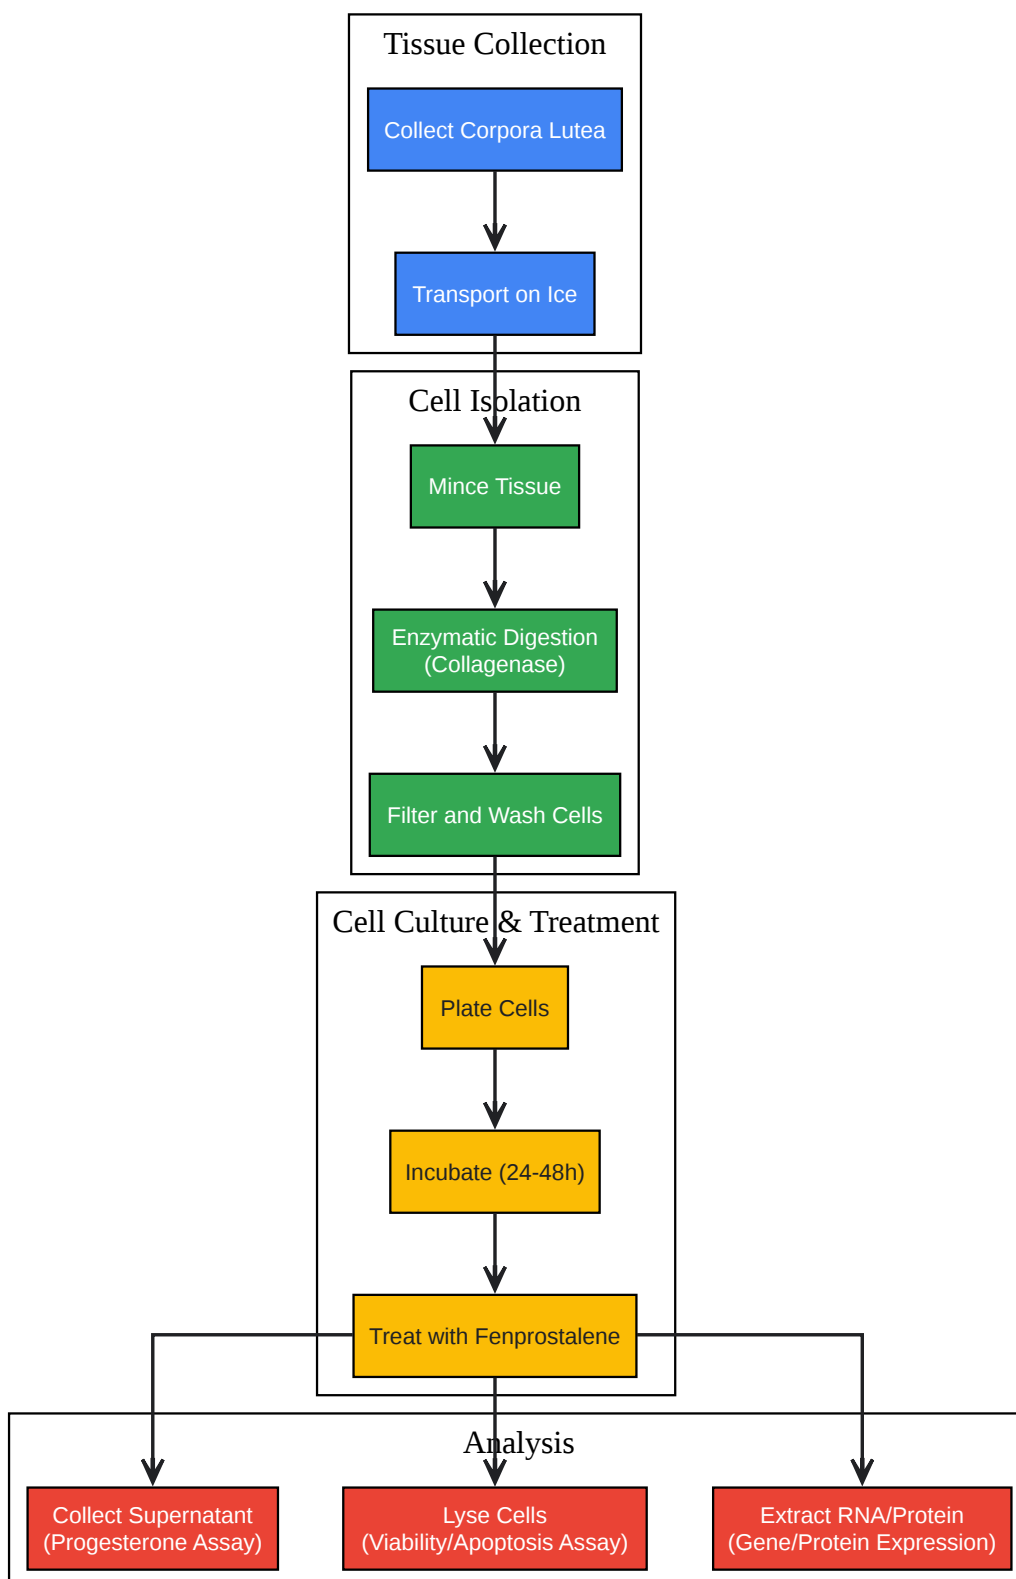 Tissue Collection
Collect Corpora Lutea
Transport on Ice
Cell Isolation
Mince Tissue
Enzymatic Digestion
(Collagenase)
Filter and Wash Cells
Cell Culture & Treatment
Plate Cells
Incubate (24-48h)
Treat with Fenprostalene
Analysis
Collect Supernatant
(Progesterone Assay)
Lyse Cells
(Viability/Apoptosis Assay)
Extract RNA/Protein
(Gene/Protein Expression)